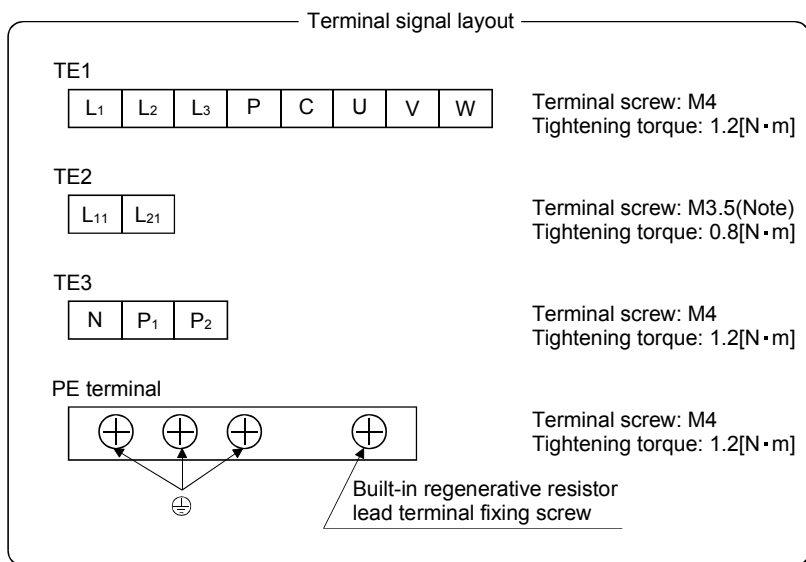 Terminal signal layout
TE1
L1 L2 L3 P C U V W
Terminal screw: M4
Tightening torque: 1.2[N・m]
TE2
L11 L21
Terminal screw: M3.5(Note)
Tightening torque: 0.8[N・m]
TE3
N P1 P2
Terminal screw: M4
Tightening torque: 1.2[N・m]
PE terminal
Terminal screw: M4
Tightening torque: 1.2[N・m]
Built-in regenerative resistor
lead terminal fixing screw